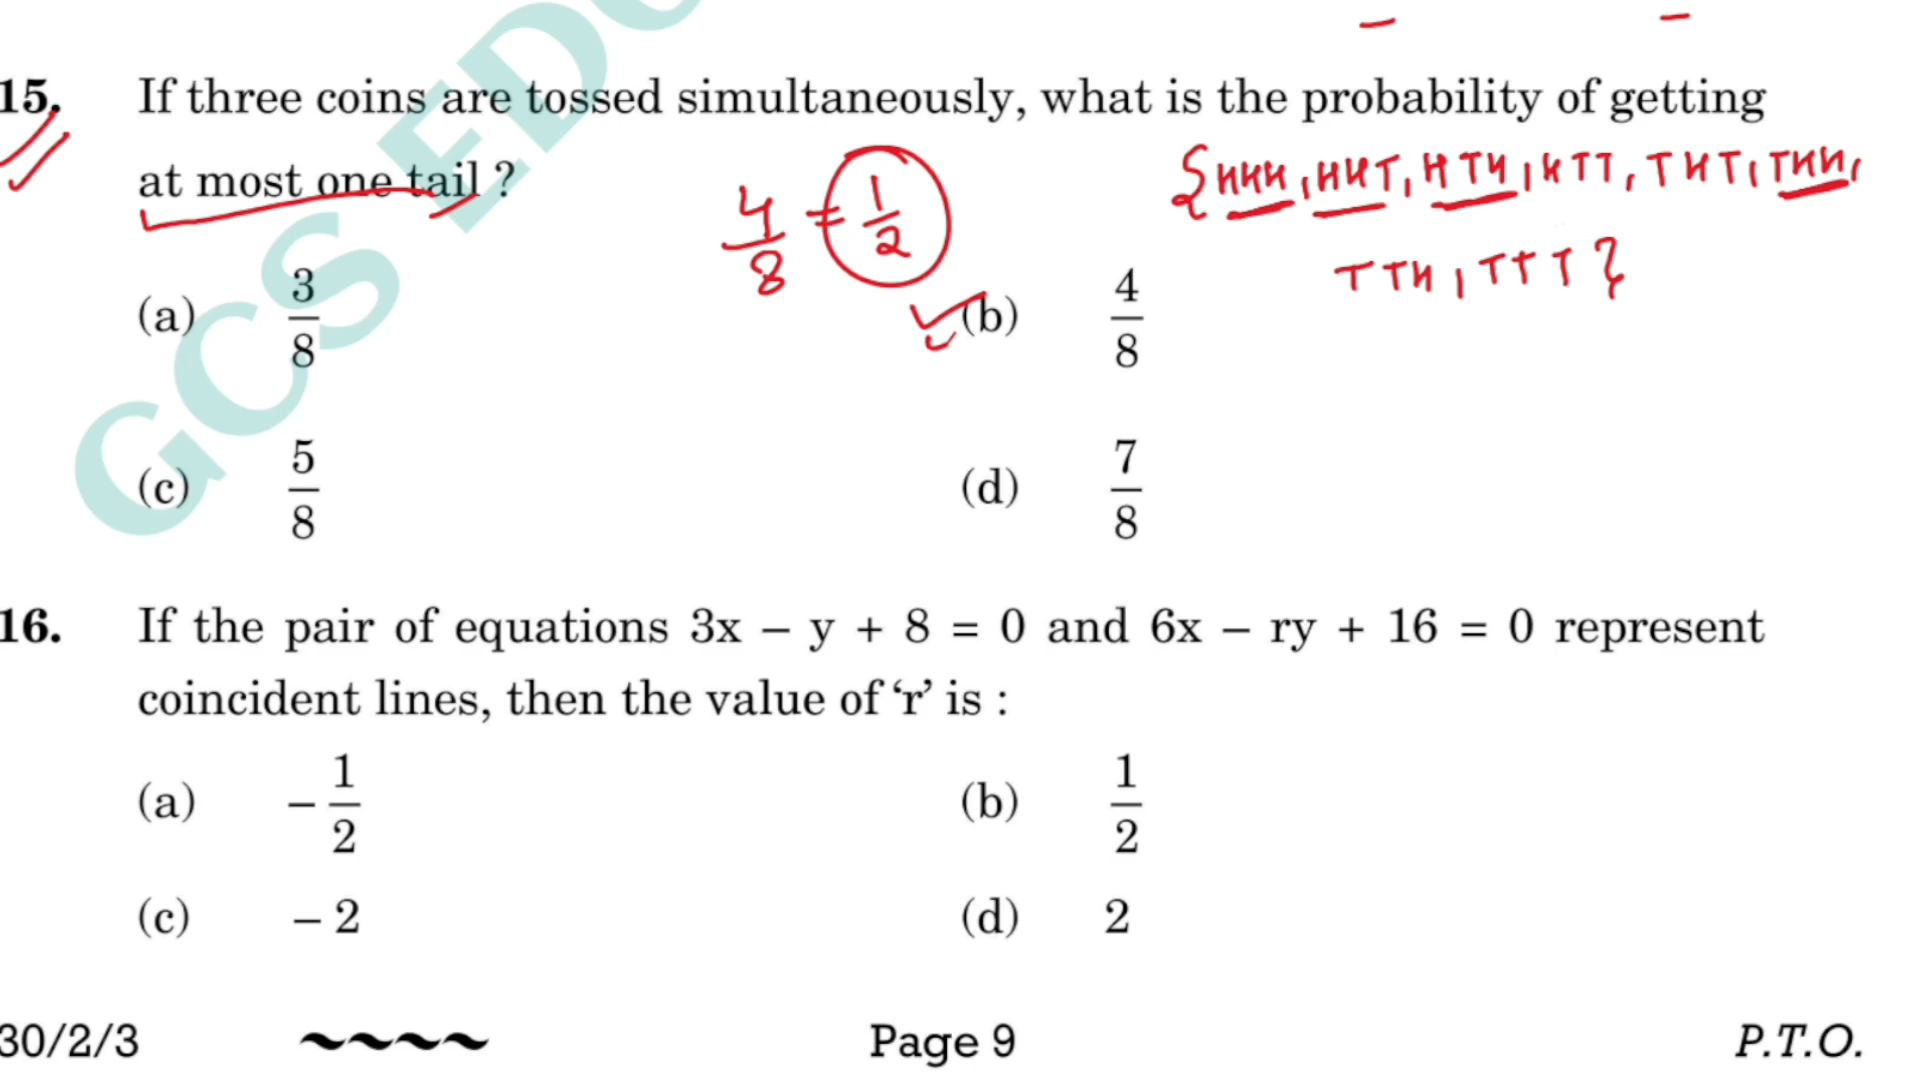 15. If three coins are tossed simultaneously, what is the probability of getting
at most one tail ?
{HHH, HHT, HTH, HTT, THT, THH,
TTH, TTT}
4/8 = 1/2
(a) 3/8 (b) 4/8
(c) 5/8 (d) 7/8
16. If the pair of equations 3x – y + 8 = 0 and 6x – ry + 16 = 0 represent
coincident lines, then the value of ‘r’ is :
(a) – 1/2 (b) 1/2
(c) – 2 (d) 2
30/2/3 ~~~~ Page 9 P.T.O.
GCS EDU